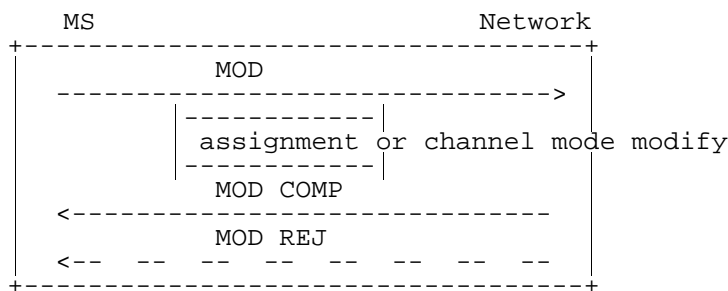 MS Network
MOD
assignment or channel mode modify
MOD COMP
MOD REJ